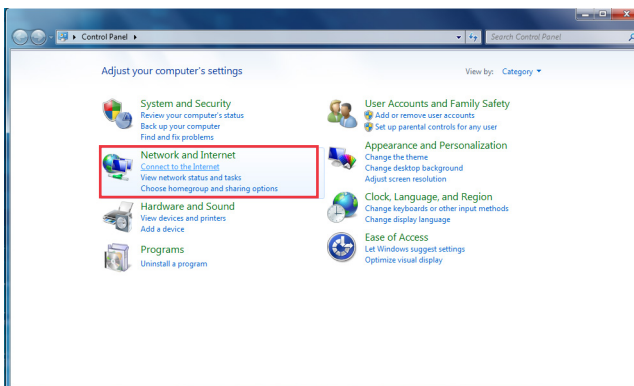 Control Panel
Search Control Panel
Adjust your computer's settings
View by: Category
System and Security
Review your computer's status
Back up your computer
Find and fix problems
Network and Internet
Connect to the Internet
View network status and tasks
Choose homegroup and sharing options
Hardware and Sound
View devices and printers
Add a device
Programs
Uninstall a program
User Accounts and Family Safety
Add or remove user accounts
Set up parental controls for any user
Appearance and Personalization
Change the theme
Change desktop background
Adjust screen resolution
Clock, Language, and Region
Change keyboards or other input methods
Change display language
Ease of Access
Let Windows suggest settings
Optimize visual display